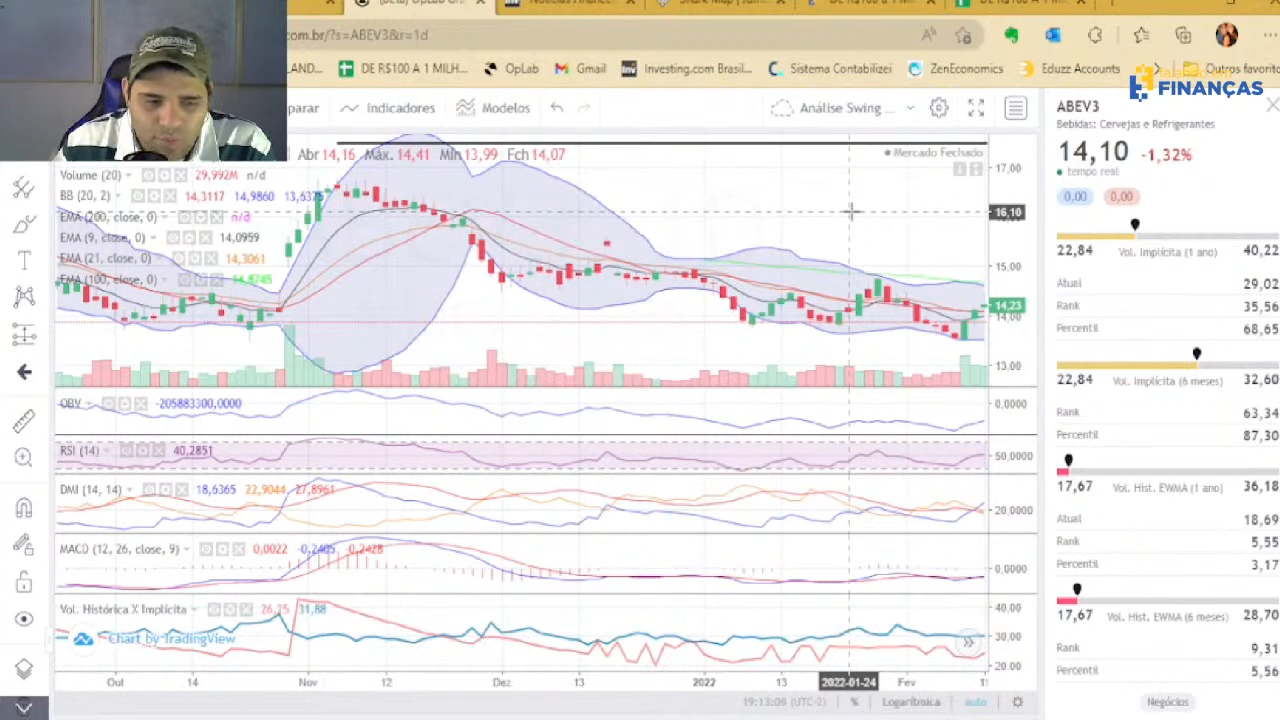 .com.br/?s=ABEV3&r=1d
LAND... DE R$100 A 1 MILH... OpLab Gmail Investing.com Brasil... Sistema Contabilizei ZenEconomics Eduzz Accounts Outros favorito
FINANÇAS
parar Indicadores Modelos Análise Swing ...
Abr 14,16 Máx. 14,41 Mín 13,99 Fch 14,07
Mercado Fechado
Volume (20) 29,992M n/d
BB (20, 2) 14,3117 14,9860 13,6375
EMA (200, close, 0) n/d
EMA (9, close, 0) 14,0959
EMA (21, close, 0) 14,3061
EMA (100, close, 0)
17,00
16,10
15,00
14,23
14,00
13,00
OBV -205883300,0000
0,0000
RSI (14) 40,2851
50,0000
DMI (14, 14) 18,6365 22,9044 27,8961
20,0000
MACD (12, 26, close, 9) 0,0022 -0,2405 -0,2428
0,0000
Vol. Histórica X Implícita 26,25 31,88
40.00
30.00
20.00
Chart by TradingView
Out 14 Nov 12 Dez 13 2022 13 2022-01-24 Fev
19:13:08 (UTC-2) % Logarítmica auto
ABEV3
Bebidas: Cervejas e Refrigerantes
14,10 -1,32%
tempo real
0,00 0,00
22,84 Vol. Implícita (1 ano) 40,22
Atual 29,02
Rank 35,56
Percentil 68,65
22,84 Vol. Implícita (6 meses) 32,60
Rank 63,34
Percentil 87,30
17,67 Vol. Hist. EWMA (1 ano) 36,18
Atual 18,69
Rank 5,55
Percentil 3,17
17,67 Vol. Hist. EWMA (6 meses) 28,70
Rank 9,31
Percentil 5,56
Negócios